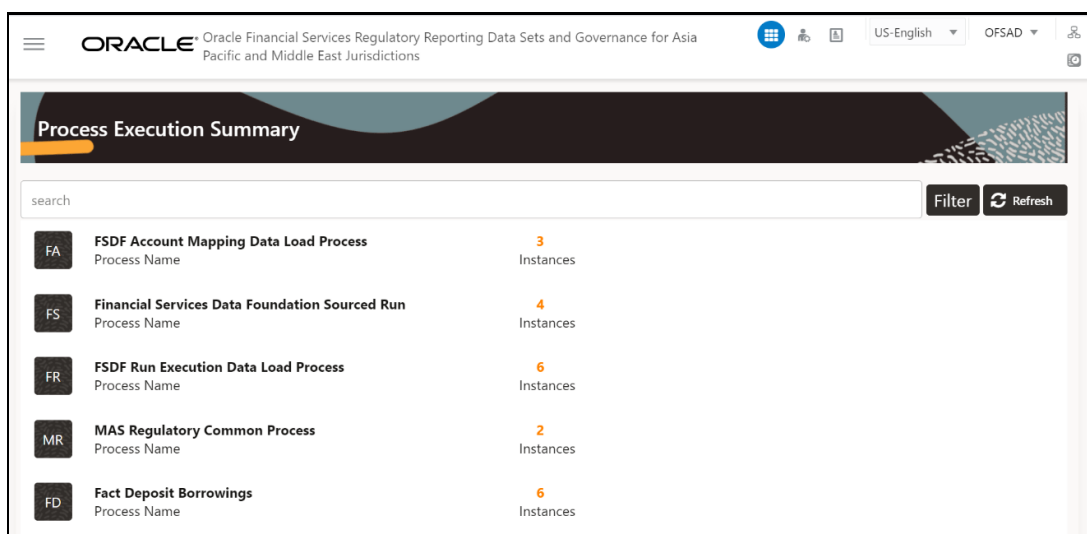 ORACLE Oracle Financial Services Regulatory Reporting Data Sets and Governance for Asia
Pacific and Middle East Jurisdictions
US-English
OFSAD
Process Execution Summary
search
Filter
Refresh
FA
FSDF Account Mapping Data Load Process
Process Name
3
Instances
FS
Financial Services Data Foundation Sourced Run
Process Name
4
Instances
FR
FSDF Run Execution Data Load Process
Process Name
6
Instances
MR
MAS Regulatory Common Process
Process Name
2
Instances
FD
Fact Deposit Borrowings
Process Name
6
Instances